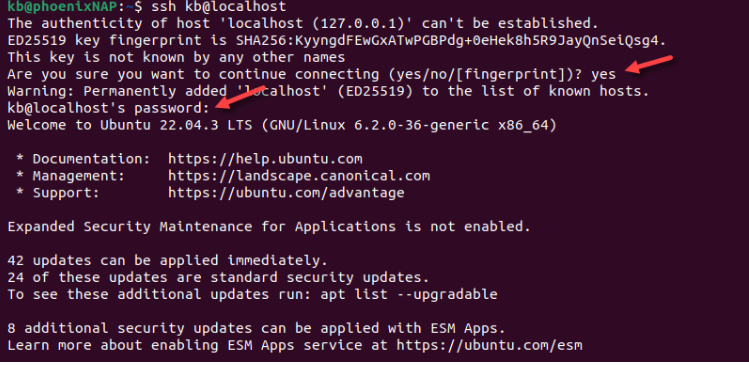 kb@phoenixNAP:~$ ssh kb@localhost
The authenticity of host 'localhost (127.0.0.1)' can't be established.
ED25519 key fingerprint is SHA256:KyyngdFEwGxATwPGBPdg+0eHek8h5R9JayQnSeiQsg4.
This key is not known by any other names
Are you sure you want to continue connecting (yes/no/[fingerprint])? yes
Warning: Permanently added 'localhost' (ED25519) to the list of known hosts.
kb@localhost's password:
Welcome to Ubuntu 22.04.3 LTS (GNU/Linux 6.2.0-36-generic x86_64)
* Documentation: https://help.ubuntu.com
* Management: https://landscape.canonical.com
* Support: https://ubuntu.com/advantage
Expanded Security Maintenance for Applications is not enabled.
42 updates can be applied immediately.
24 of these updates are standard security updates.
To see these additional updates run: apt list --upgradable
8 additional security updates can be applied with ESM Apps.
Learn more about enabling ESM Apps service at https://ubuntu.com/esm